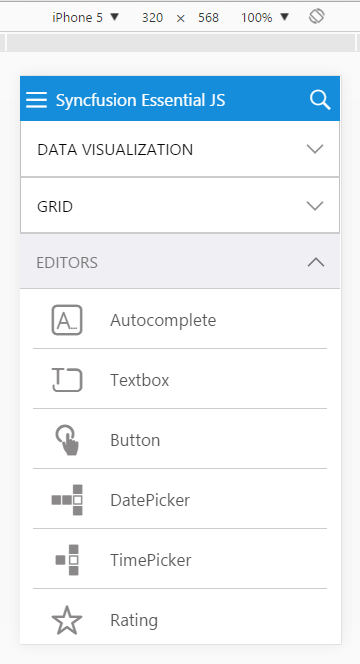 iPhone 5 ▼ 320 × 568 100% ▼
Syncfusion Essential JS
DATA VISUALIZATION
GRID
EDITORS
A... Autocomplete
T Textbox
Button
DatePicker
TimePicker
Rating